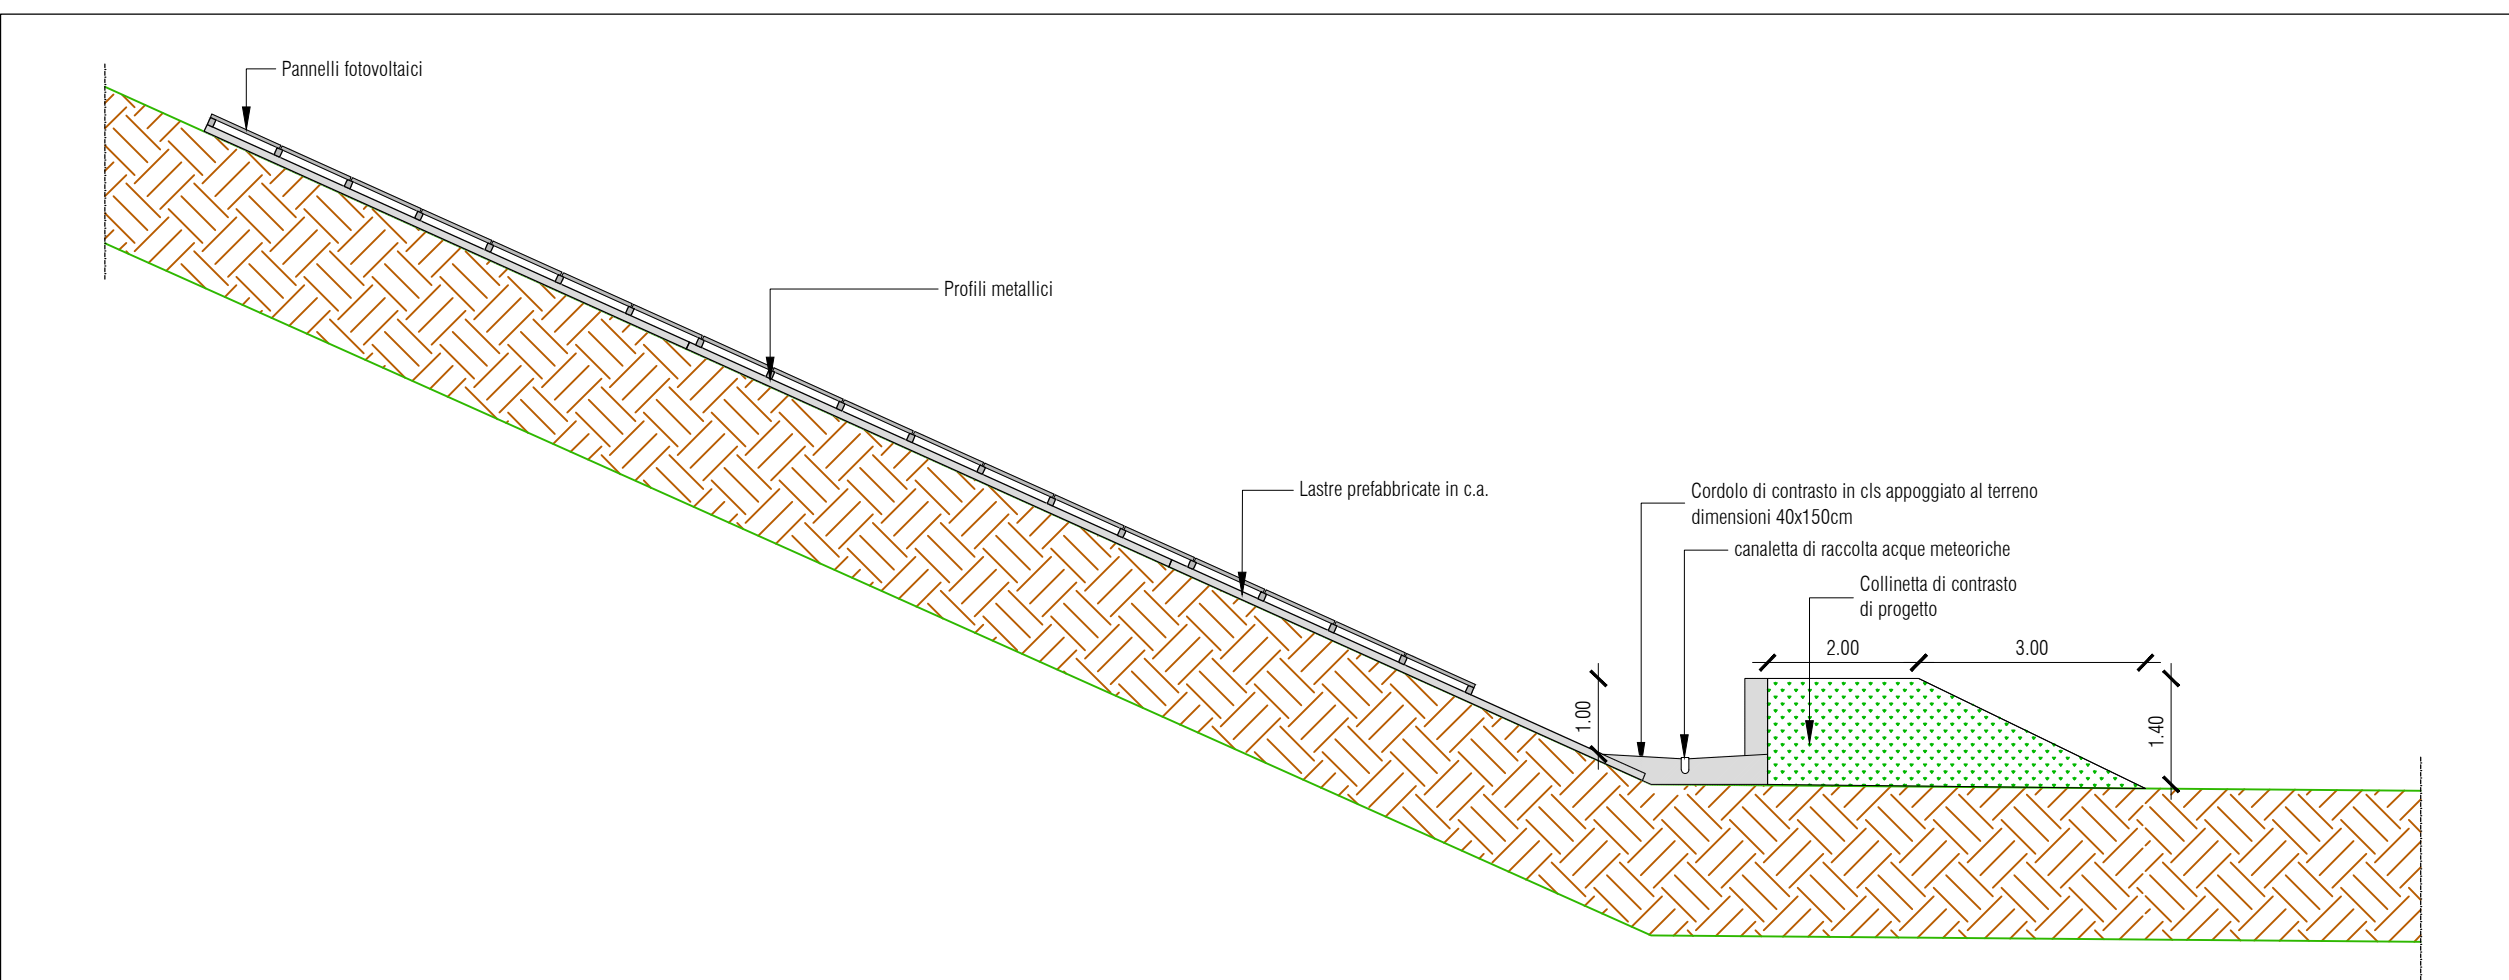 Pannelli fotovoltaici
Profili metallici
Lastre prefabbricate in c.a.
Cordolo di contrasto in cls appoggiato al terreno
dimensioni 40x150cm
canaletta di raccolta acque meteoriche
Collinetta di contrasto
di progetto
2.00
3.00
1.00
1.40